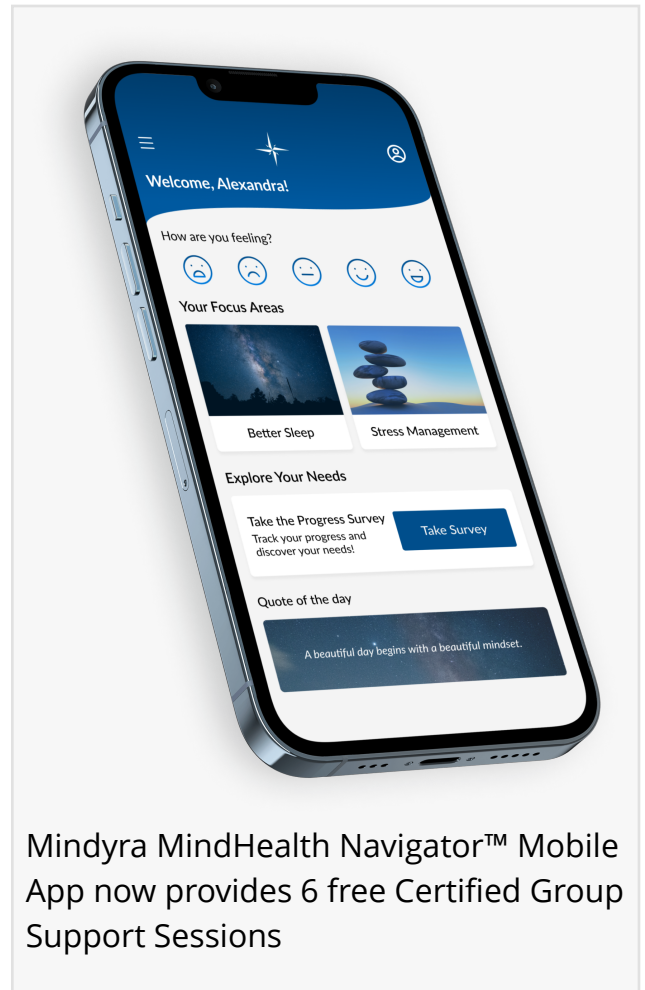 Welcome, Alexandra!
How are you feeling?
Your Focus Areas
Better Sleep
Stress Management
Explore Your Needs
Take the Progress Survey
Track your progress and
discover your needs!
Take Survey
Quote of the day
A beautiful day begins with a beautiful mindset.
Mindyra MindHealth Navigator™ Mobile
App now provides 6 free Certified Group
Support Sessions